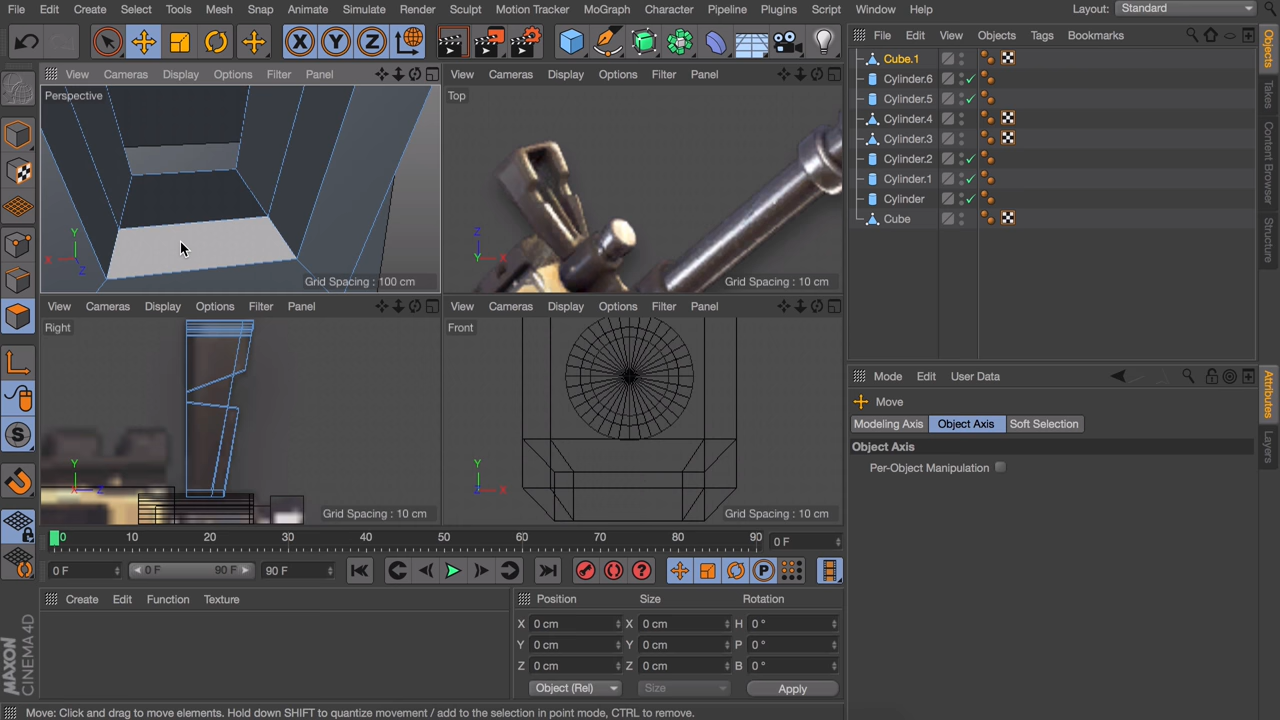 File Edit Create Select Tools Mesh Snap Animate Simulate Render Sculpt Motion Tracker MoGraph Character Pipeline Plugins Script Window Help Layout: Standard
X Y Z
File Edit View Objects Tags Bookmarks
View Cameras Display Options Filter Panel
View Cameras Display Options Filter Panel
Perspective
Y
X
Z
Grid Spacing : 100 cm
Top
Z
Y X
Grid Spacing : 10 cm
View Cameras Display Options Filter Panel
View Cameras Display Options Filter Panel
Right
Y
X Z
Grid Spacing : 10 cm
Front
Y
Z X
Grid Spacing : 10 cm
Cube.1
Cylinder.6
Cylinder.5
Cylinder.4
Cylinder.3
Cylinder.2
Cylinder.1
Cylinder
Cube
Objects
Takes
Content Browser
Structure
Mode Edit User Data
Move
Modeling Axis Object Axis Soft Selection
Object Axis
Per-Object Manipulation
Attributes
Layers
S
0 10 20 30 40 50 60 70 80 90 0 F
0 F 0 F 90 F 90 F
? P
Create Edit Function Texture
Position Size Rotation
X 0 cm X 0 cm H 0 °
Y 0 cm Y 0 cm P 0 °
Z 0 cm Z 0 cm B 0 °
Object (Rel) Size Apply
MAXON
CINEMA 4D
Move: Click and drag to move elements. Hold down SHIFT to quantize movement / add to the selection in point mode, CTRL to remove.